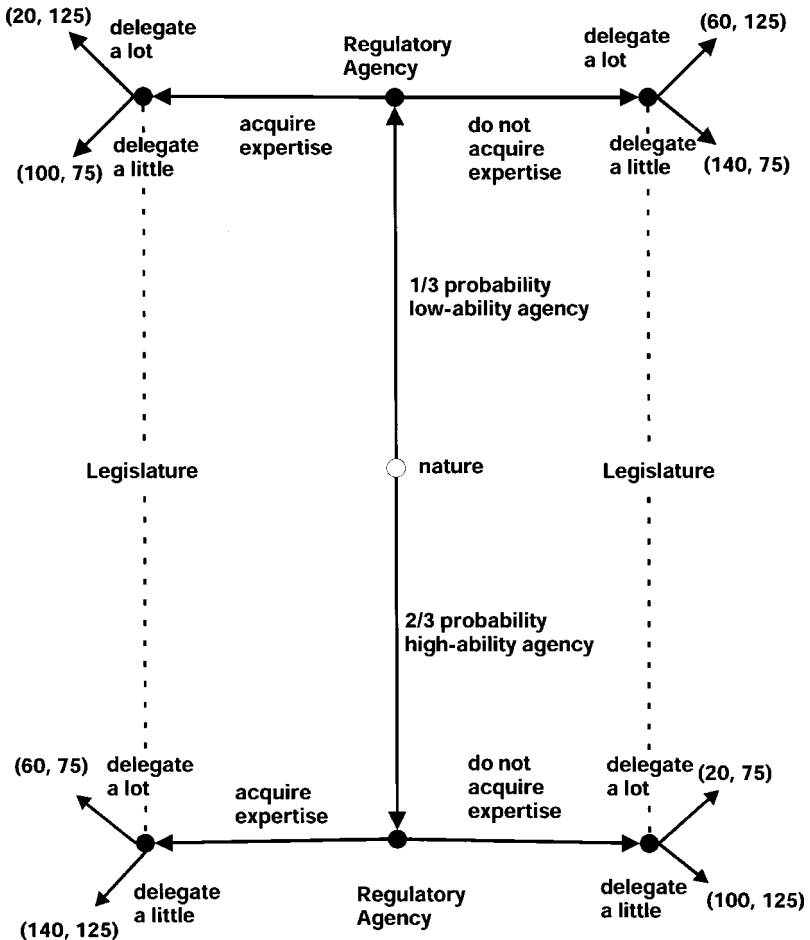 (20, 125)
delegate
a lot
Regulatory
Agency
delegate
a lot
(60, 125)
acquire
expertise
do not
acquire
expertise
delegate
a little
(100, 75)
delegate
a little
(140, 75)
1/3 probability
low-ability agency
Legislature
nature
Legislature
2/3 probability
high-ability agency
(60, 75)
delegate
a lot
acquire
expertise
do not
acquire
expertise
delegate
a lot
(20, 75)
delegate
a little
(140, 125)
Regulatory
Agency
delegate
a little
(100, 125)